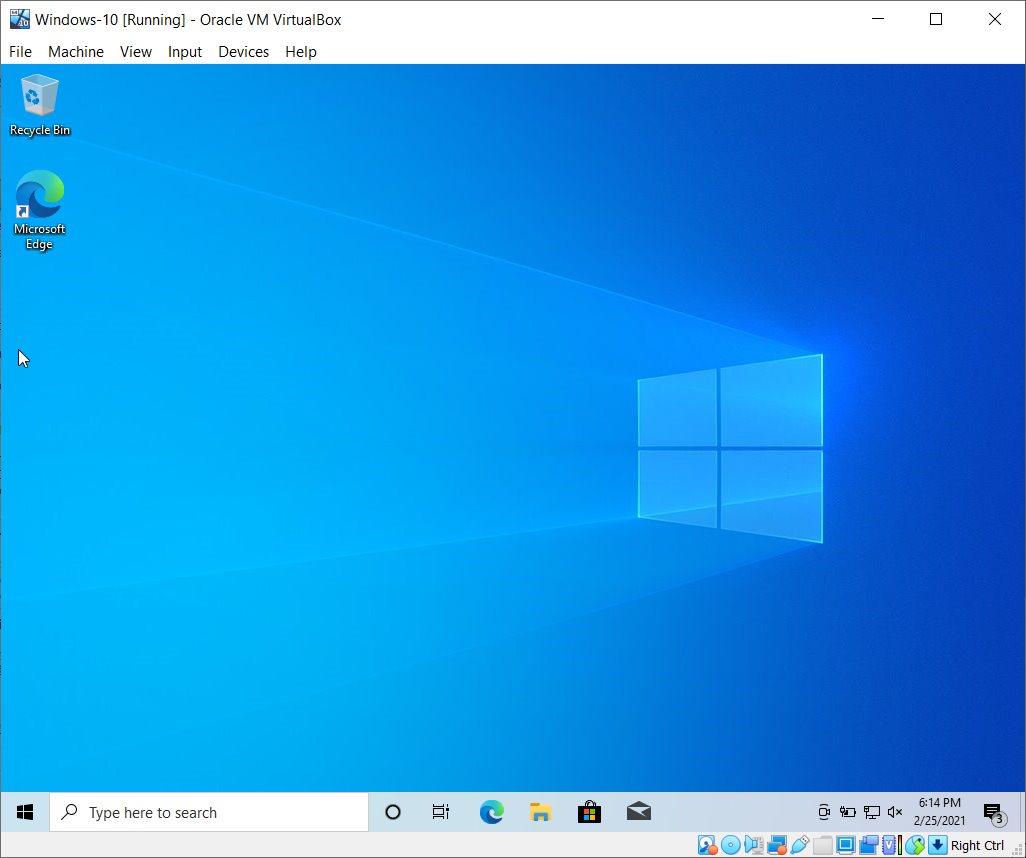 Windows-10 [Running] - Oracle VM VirtualBox
File Machine View Input Devices Help
Recycle Bin
Microsoft
Edge
Type here to search
6:14 PM
2/25/2021
3
Right Ctrl